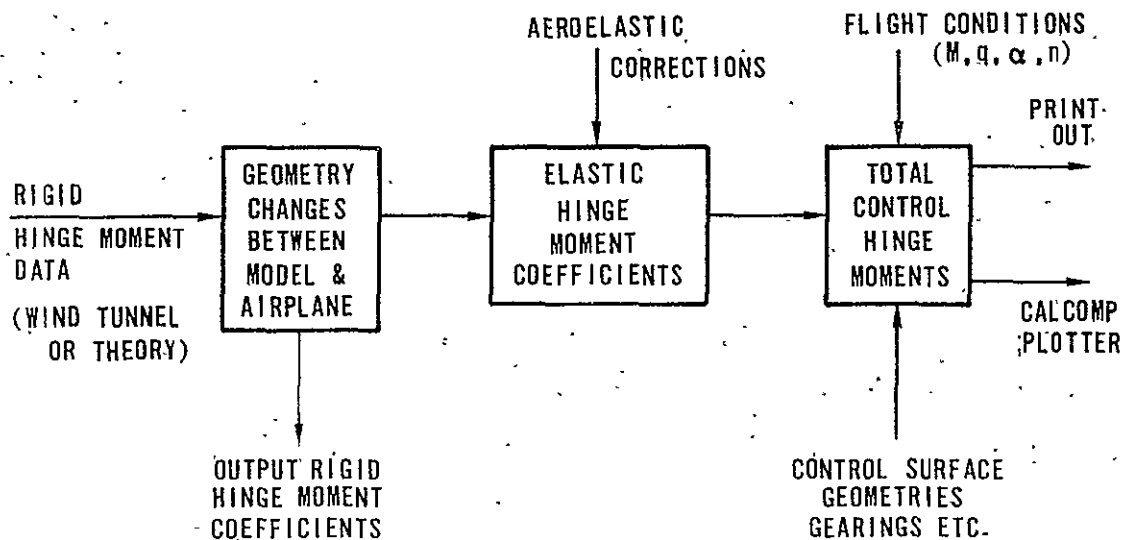 AEROELASTIC
CORRECTIONS
FLIGHT CONDITIONS
(M,q,α,n)
PRINT
OUT
RIGID
HINGE MOMENT
DATA
(WIND TUNNEL
OR THEORY)
GEOMETRY
CHANGES
BETWEEN
MODEL &
AIRPLANE
ELASTIC
HINGE
MOMENT
COEFFICIENTS
TOTAL
CONTROL
HINGE
MOMENTS
CALCOMP
PLOTTER
OUTPUT RIGID
HINGE MOMENT
COEFFICIENTS
CONTROL SURFACE
GEOMETRIES
GEARINGS ETC.